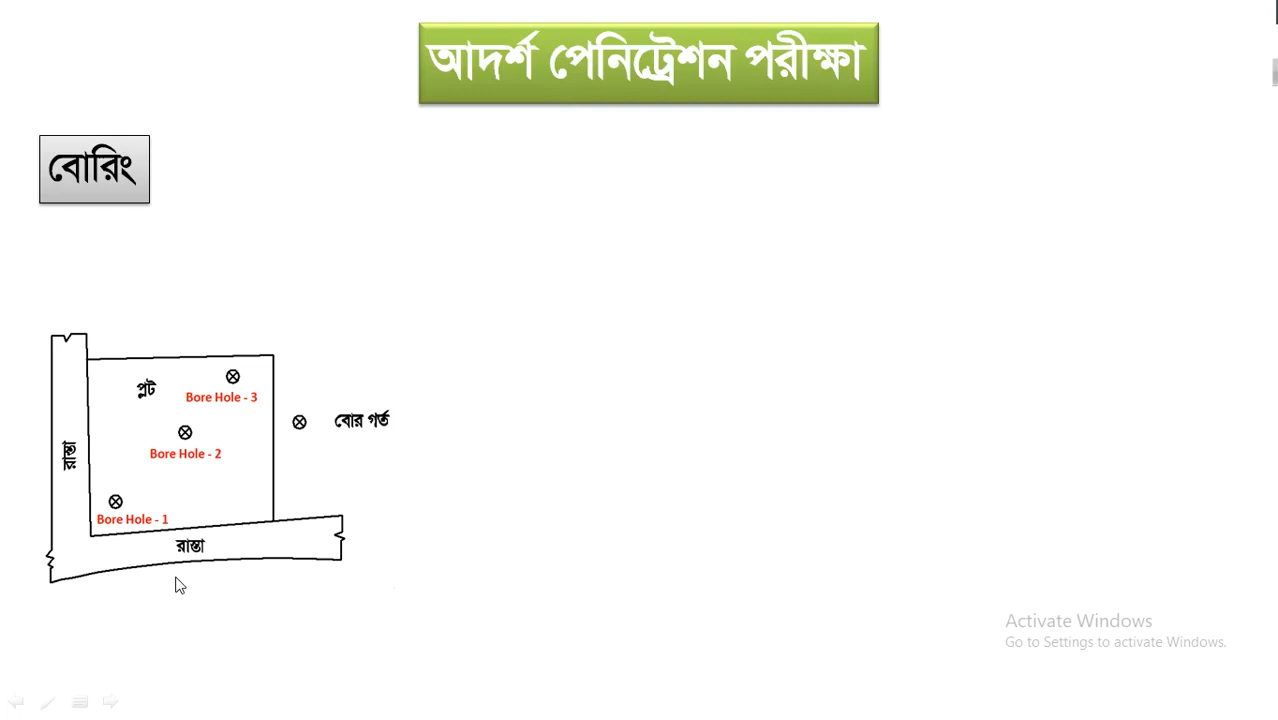 আদর্শ পেনিট্রেশন পরীক্ষা
বোরিং
প্লট
Bore Hole - 3
বোর গর্ত
Bore Hole - 2
রাস্তা
Bore Hole - 1
রাস্তা
Activate Windows
Go to Settings to activate Windows.